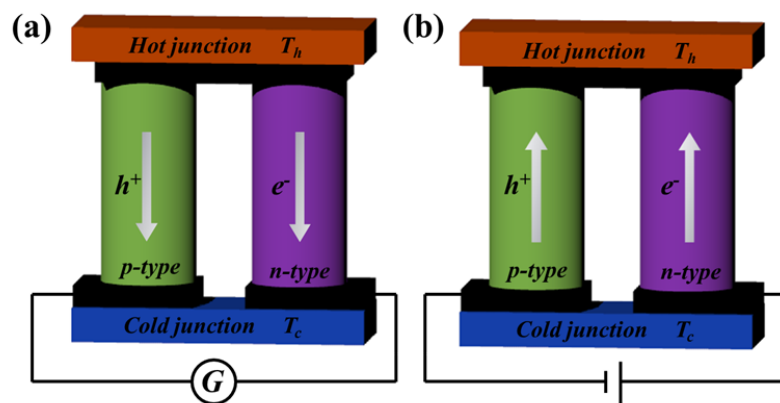 (a)
Hot junction T_h
h⁺
e⁻
p-type
n-type
Cold junction T_c
G
(b)
Hot junction T_h
h⁺
e⁻
p-type
n-type
Cold junction T_c